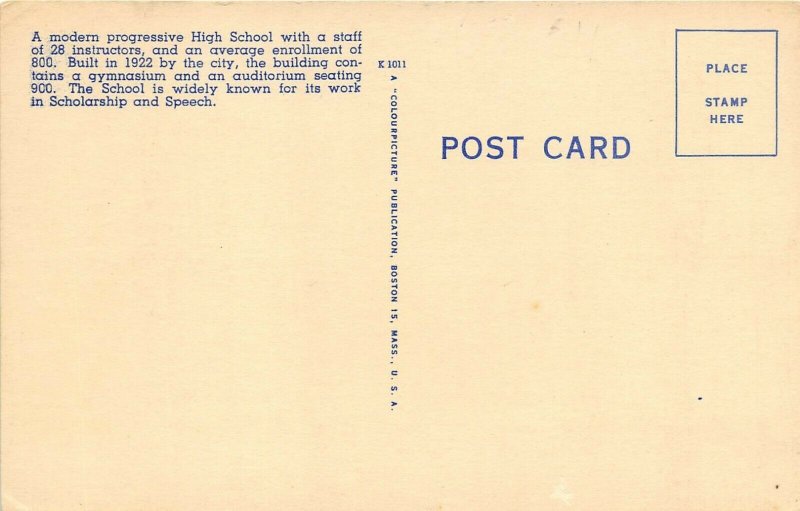 A modern progressive High School with a staff
of 28 instructors, and an average enrollment of
800. Built in 1922 by the city, the building con-
tains a gymnasium and an auditorium seating
900. The School is widely known for its work
in Scholarship and Speech.
K 1011
A "COLOURPICTURE" PUBLICATION, BOSTON 15, MASS., U. S. A.
POST CARD
PLACE
STAMP
HERE